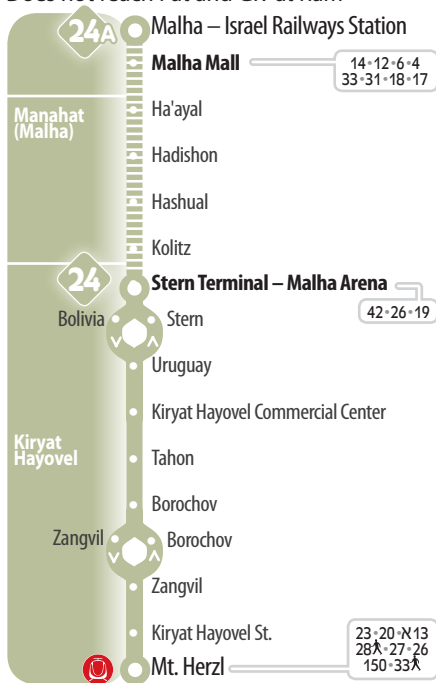 24A
Malha – Israel Railways Station
Malha Mall
14•12•6•4
33•31•18•17
Manahat
(Malha)
Ha'ayal
Hadishon
Hashual
Kolitz
24
Stern Terminal – Malha Arena
42•26•19
Bolivia
Stern
Uruguay
Kiryat Hayovel Commercial Center
Kiryat
Hayovel
Tahon
Borochov
Zangvil
Borochov
Zangvil
Kiryat Hayovel St.
23•20•א13
28•27•26
150•33
Mt. Herzl